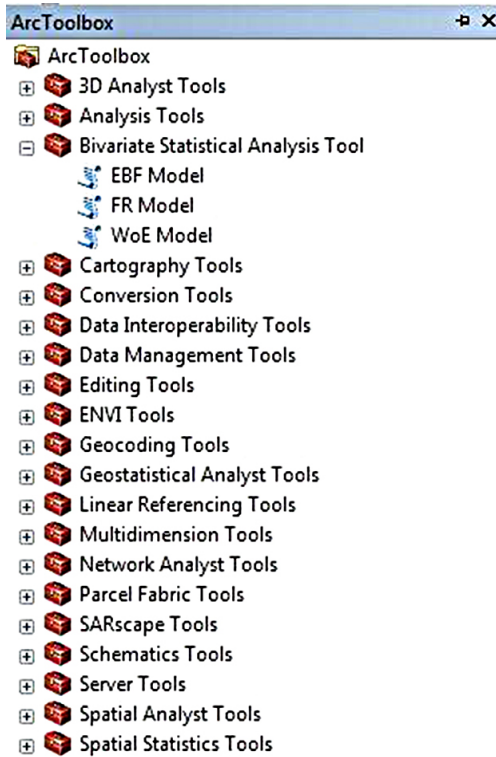 ArcToolbox
ArcToolbox
3D Analyst Tools
Analysis Tools
Bivariate Statistical Analysis Tool
EBF Model
FR Model
WoE Model
Cartography Tools
Conversion Tools
Data Interoperability Tools
Data Management Tools
Editing Tools
ENVI Tools
Geocoding Tools
Geostatistical Analyst Tools
Linear Referencing Tools
Multidimension Tools
Network Analyst Tools
Parcel Fabric Tools
SARscape Tools
Schematics Tools
Server Tools
Spatial Analyst Tools
Spatial Statistics Tools